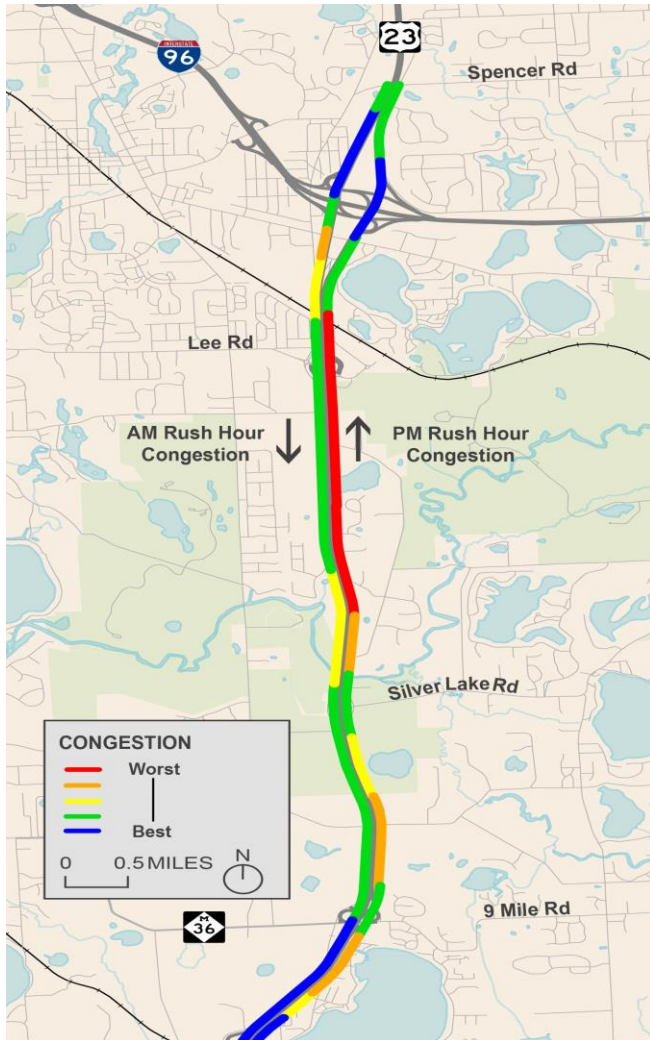 INTERSTATE
96
23
Spencer Rd
Lee Rd
AM Rush Hour
Congestion
PM Rush Hour
Congestion
Silver Lake Rd
CONGESTION
Worst
Best
0 0.5 MILES
N
M
36
9 Mile Rd